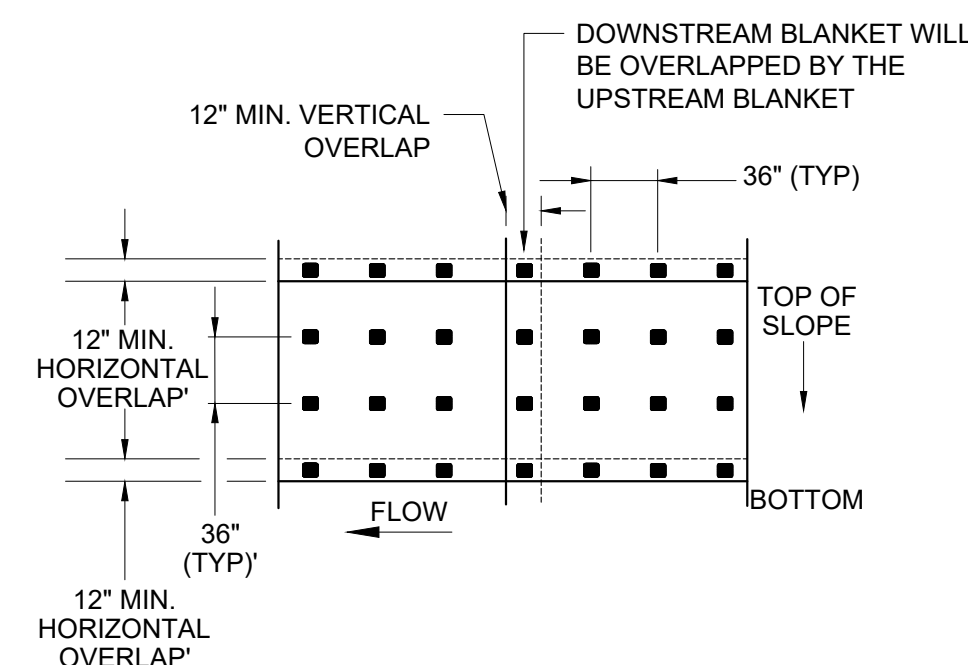 DOWNSTREAM BLANKET WILL
BE OVERLAPPED BY THE
UPSTREAM BLANKET
12" MIN. VERTICAL
OVERLAP
36" (TYP)
TOP OF
SLOPE
12" MIN.
HORIZONTAL
OVERLAP'
BOTTOM
FLOW
36"
(TYP)'
12" MIN.
HORIZONTAL
OVERLAP'